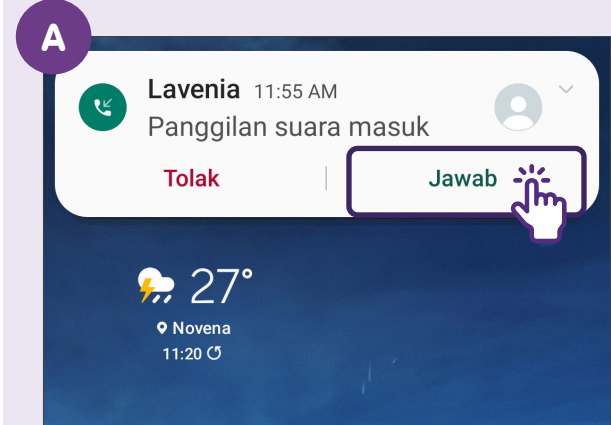 A
Lavenia 11:55 AM
Panggilan suara masuk
Tolak
Jawab
27°
Novena
11:20